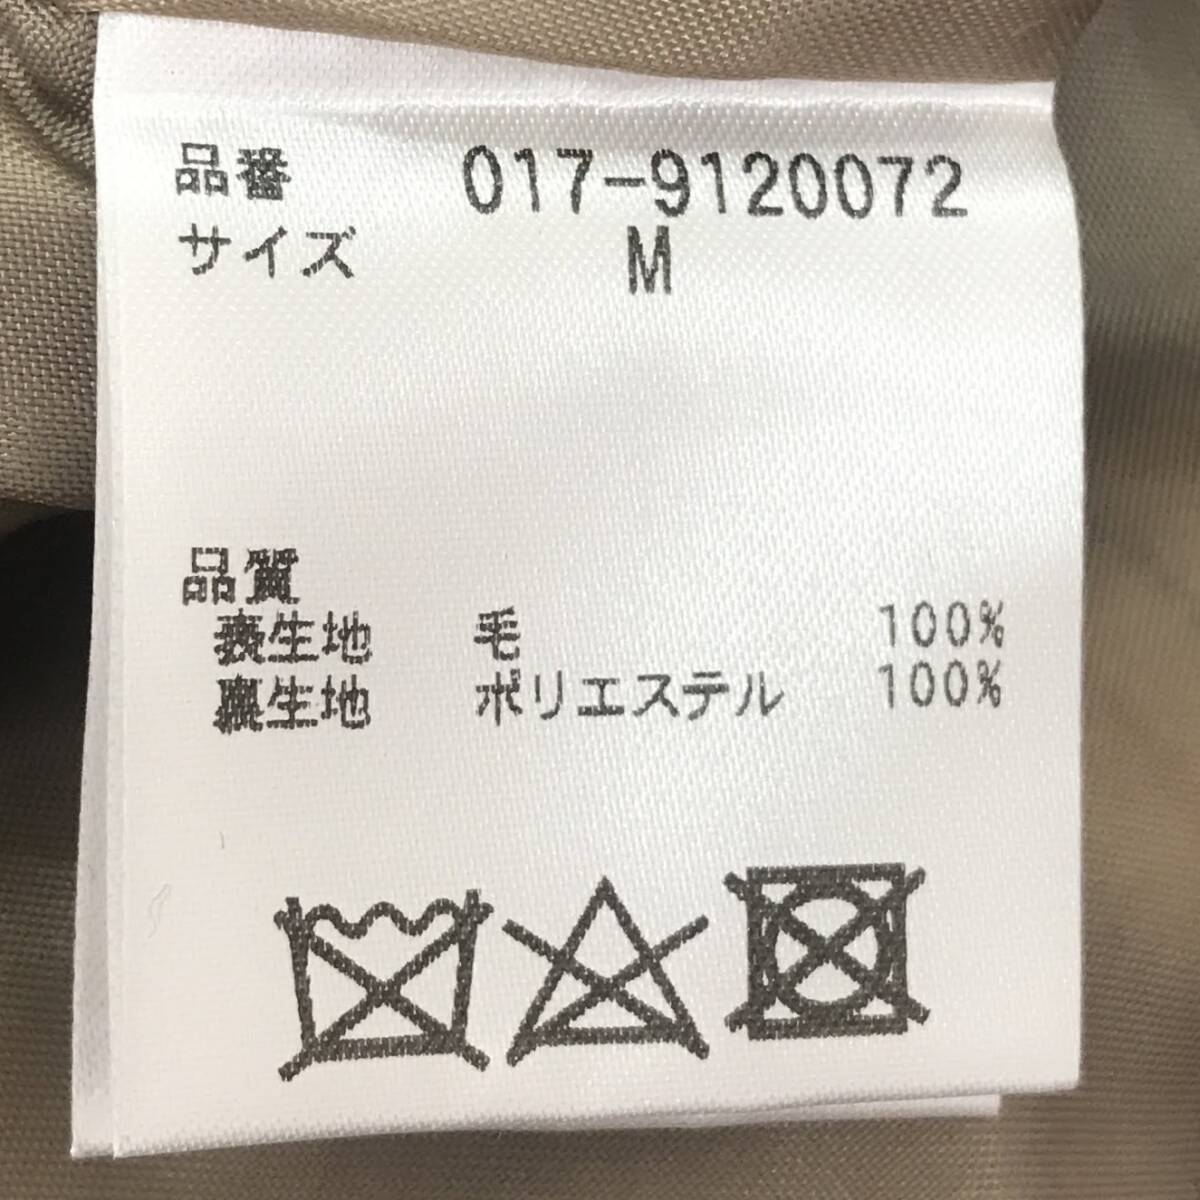 品番 017-9120072
サイズ M
品質
表生地 毛 100%
裏生地 ポリエステル 100%